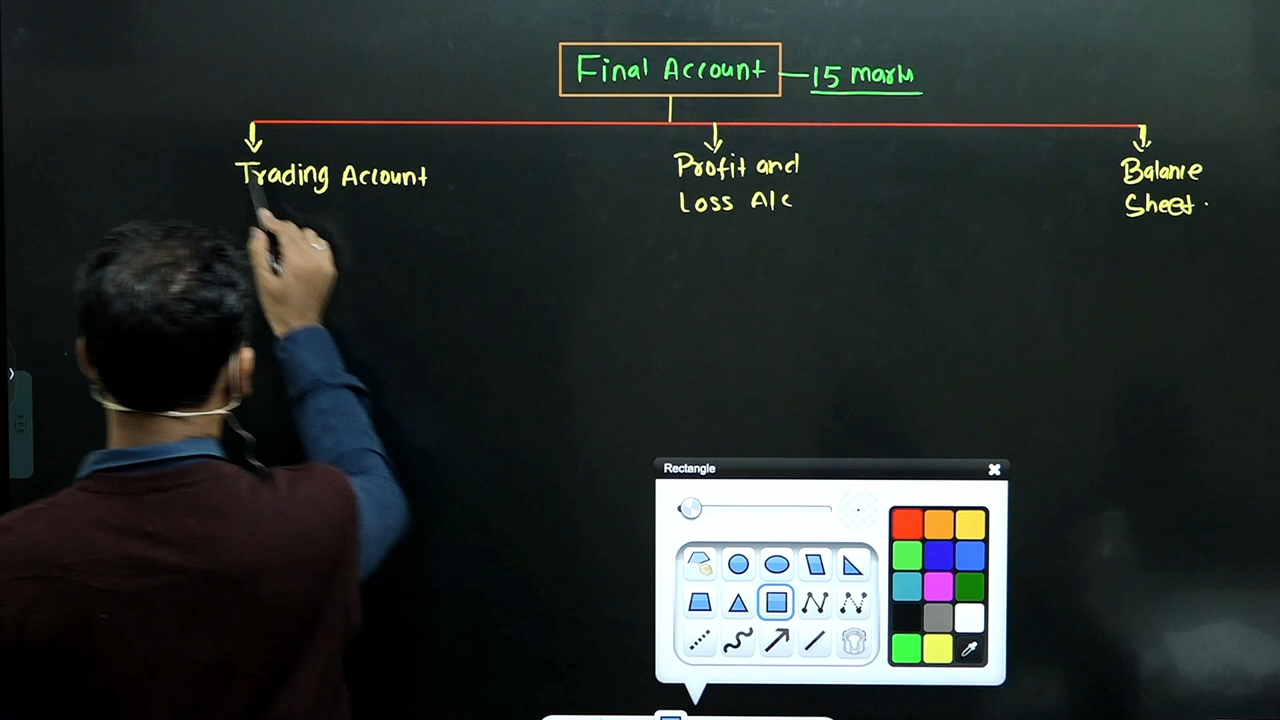 Final Account
15 marks
Trading Account
Profit and
Loss A/c
Balance
Sheet.
Rectangle